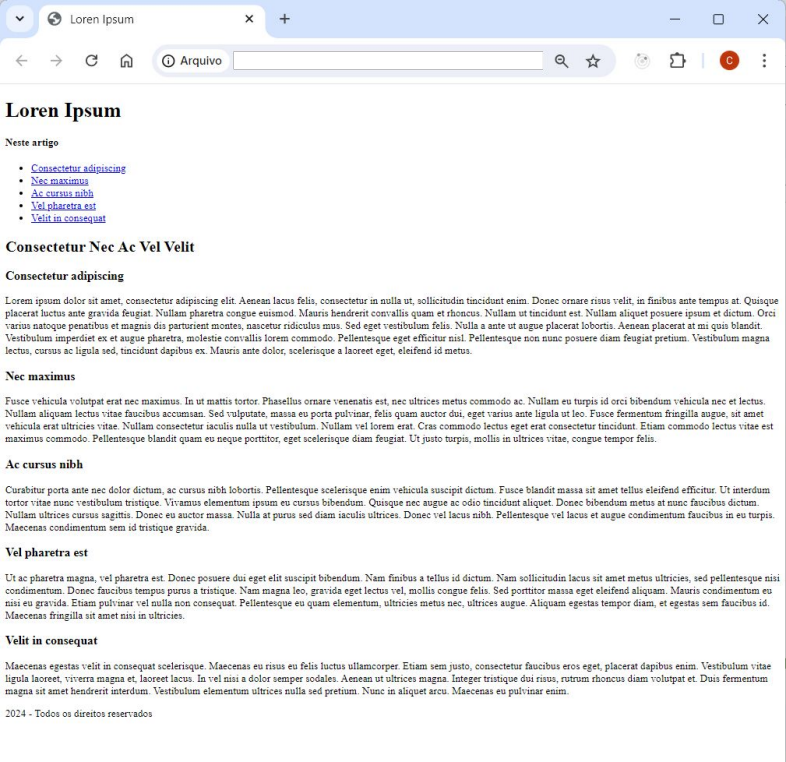 Loren Ipsum
Arquivo
C
Loren Ipsum
Neste artigo
Consectetur adipiscing
Nec maximus
Ac cursus nibh
Vel pharetra est
Velit in consequat
Consectetur Nec Ac Vel Velit
Consectetur adipiscing
Lorem ipsum dolor sit amet, consectetur adipiscing elit. Aenean lacus felis, consectetur in nulla ut, sollicitudin tincidunt enim. Donec ornare risus velit, in finibus ante tempus at. Quisque
placerat luctus ante gravida feugiat. Nullam pharetra congue euismod. Mauris hendrerit convallis quam et rhoncus. Nullam ut tincidunt est. Nullam aliquet posuere ipsum et dictum. Orci
varius natoque penatibus et magnis dis parturient montes, nascetur ridiculus mus. Sed eget vestibulum felis. Nulla a ante ut augue placerat lobortis. Aenean placerat at mi quis blandit.
Vestibulum imperdiet ex et augue pharetra, molestie convallis lorem commodo. Pellentesque eget efficitur nisl. Pellentesque non nunc posuere diam feugiat pretium. Vestibulum magna
lectus, cursus ac ligula sed, tincidunt dapibus ex. Mauris ante dolor, scelerisque a laoreet eget, eleifend id metus.
Nec maximus
Fusce vehicula volutpat erat nec maximus. In ut mattis tortor. Phasellus ornare venenatis est, nec ultrices metus commodo ac. Nullam eu turpis id orci bibendum vehicula nec et lectus.
Nullam aliquam lectus vitae faucibus accumsan. Sed vulputate, massa eu porta pulvinar, felis quam auctor dui, eget varius ante ligula ut leo. Fusce fermentum fringilla augue, sit amet
vehicula erat ultricies vitae. Nullam consectetur iaculis nulla ut vestibulum. Nullam vel lorem erat. Cras commodo lectus eget erat consectetur tincidunt. Etiam commodo lectus vitae est
maximus commodo. Pellentesque blandit quam eu neque porttitor, eget scelerisque diam feugiat. Ut justo turpis, mollis in ultrices vitae, congue tempor felis.
Ac cursus nibh
Curabitur porta ante nec dolor dictum, ac cursus nibh lobortis. Pellentesque scelerisque enim vehicula suscipit dictum. Fusce blandit massa sit amet tellus eleifend efficitur. Ut interdum
tortor vitae nunc vestibulum tristique. Vivamus elementum ipsum eu cursus bibendum. Quisque nec augue ac odio tincidunt aliquet. Donec bibendum metus at nunc faucibus dictum.
Nullam ultrices cursus sagittis. Donec eu auctor massa. Nulla at purus sed diam iaculis ultrices. Donec vel lacus nibh. Pellentesque vel lacus et augue condimentum faucibus in eu turpis.
Maecenas condimentum sem id tristique gravida.
Vel pharetra est
Ut ac pharetra magna, vel pharetra est. Donec posuere dui eget elit suscipit bibendum. Nam finibus a tellus id dictum. Nam sollicitudin lacus sit amet metus ultricies, sed pellentesque nisi
condimentum. Donec faucibus tempus purus a tristique. Nam magna leo, gravida eget lectus vel, mollis congue felis. Sed porttitor massa eget eleifend aliquam. Mauris condimentum eu
nisi eu gravida. Etiam pulvinar vel nulla non consequat. Pellentesque eu quam elementum, ultricies metus nec, ultrices augue. Aliquam egestas tempor diam, et egestas sem faucibus id.
Maecenas fringilla sit amet nisi in ultricies.
Velit in consequat
Maecenas egestas velit in consequat scelerisque. Maecenas eu risus eu felis luctus ullamcorper. Etiam sem justo, consectetur faucibus eros eget, placerat dapibus enim. Vestibulum vitae
ligula laoreet, viverra magna et, laoreet lacus. In vel nisi a dolor semper sodales. Aenean ut ultrices magna. Integer tristique dui risus, rutrum rhoncus diam volutpat et. Duis fermentum
magna sit amet hendrerit interdum. Vestibulum elementum ultrices nulla sed pretium. Nunc in aliquet arcu. Maecenas eu pulvinar enim.
2024 - Todos os direitos reservados